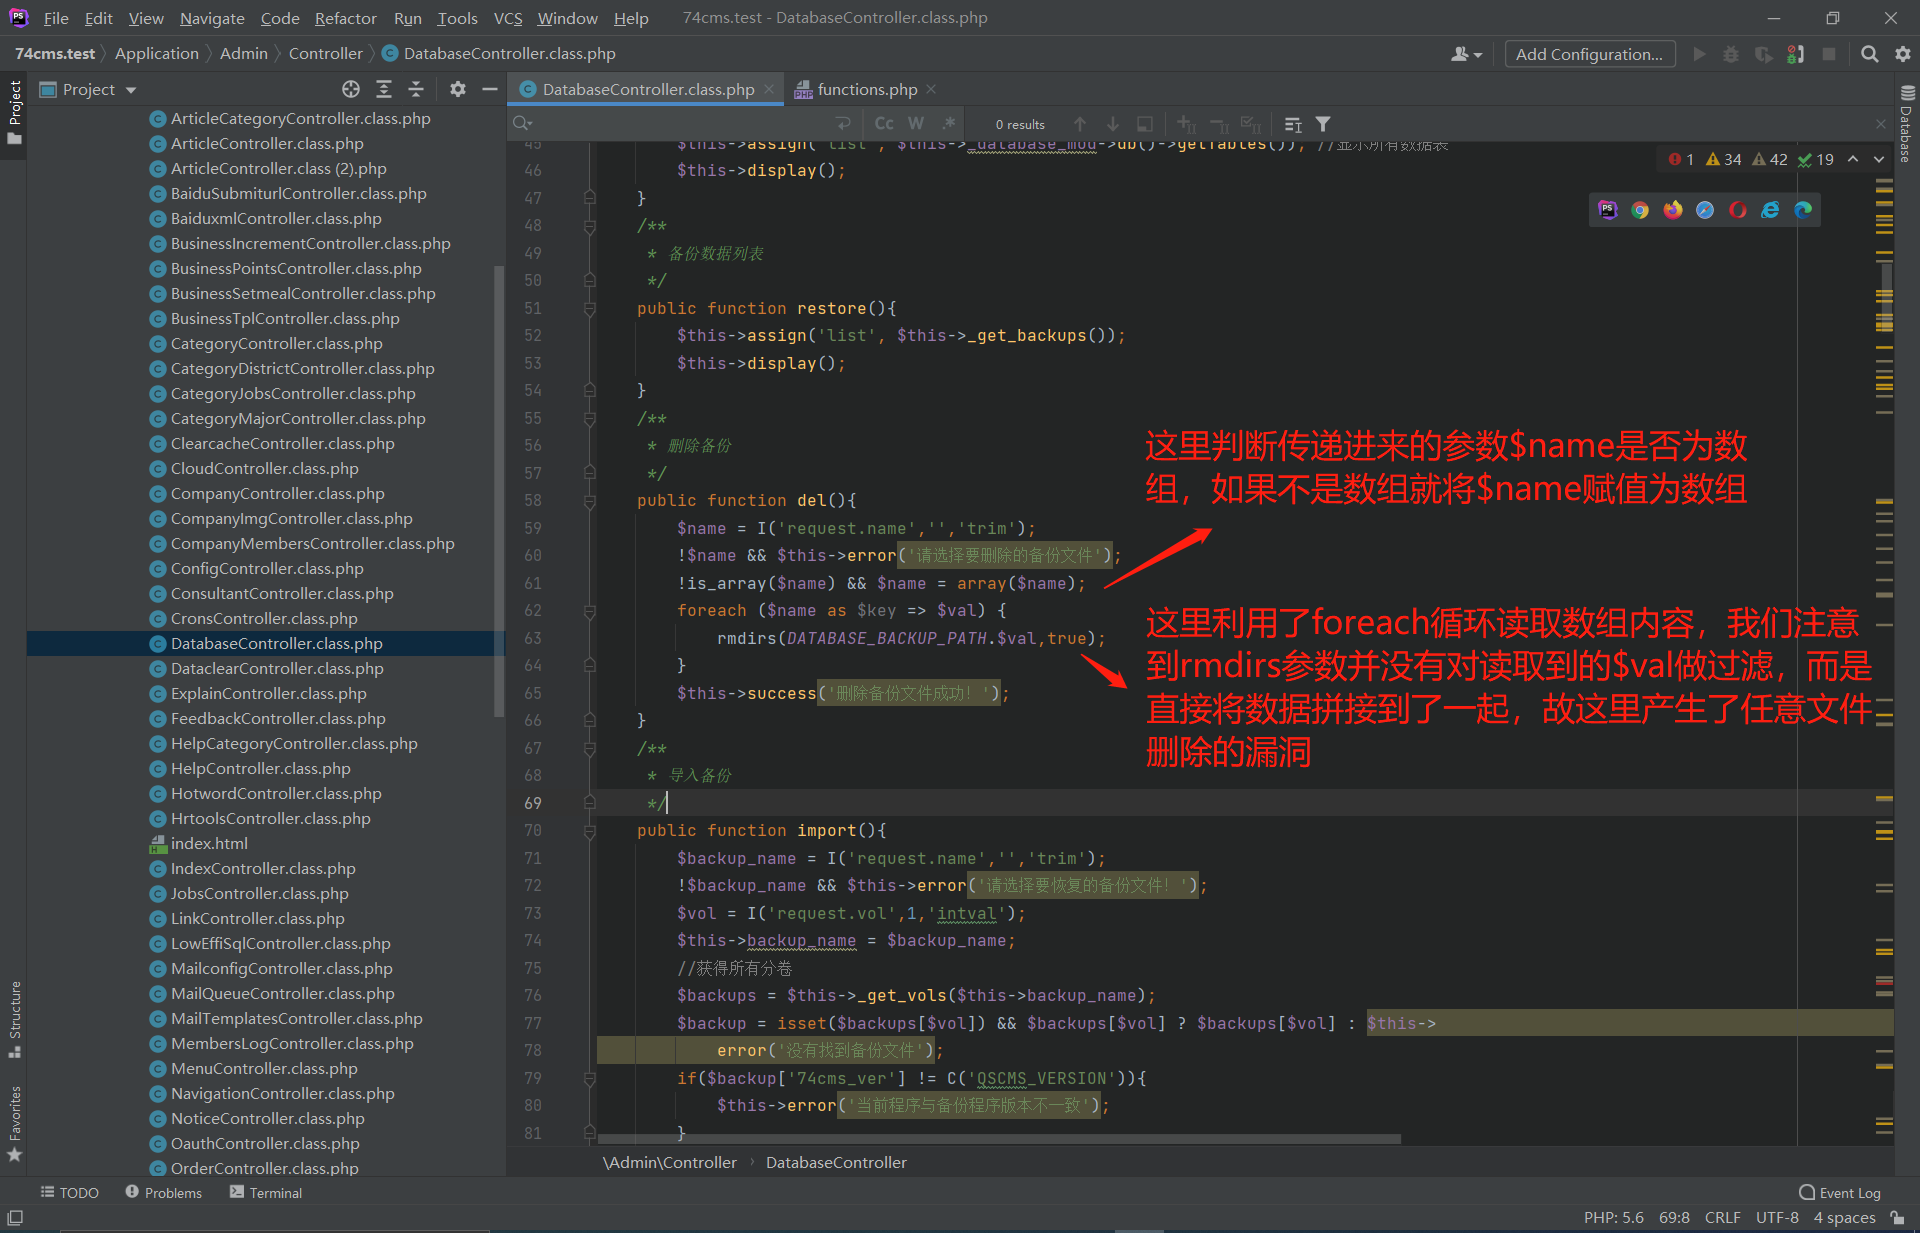 File Edit View Navigate Code Refactor Run Tools VCS Window Help 74cms.test - DatabaseController.class.php
74cms.test Application Admin Controller DatabaseController.class.php
Add Configuration...
Project
Project
DatabaseController.class.php
functions.php
Database
Cc W .* 0 results
1 34 42 19
ArticleCategoryController.class.php
ArticleController.class.php
ArticleController.class (2).php
BaiduSubmiturlController.class.php
BaiduxmlController.class.php
BusinessIncrementController.class.php
BusinessPointsController.class.php
BusinessSetmealController.class.php
BusinessTplController.class.php
CategoryController.class.php
CategoryDistrictController.class.php
CategoryJobsController.class.php
CategoryMajorController.class.php
ClearcacheController.class.php
CloudController.class.php
CompanyController.class.php
CompanyImgController.class.php
CompanyMembersController.class.php
ConfigController.class.php
ConsultantController.class.php
CronsController.class.php
DatabaseController.class.php
DataclearController.class.php
ExplainController.class.php
FeedbackController.class.php
HelpCategoryController.class.php
HelpController.class.php
HotwordController.class.php
HrtoolsController.class.php
index.html
IndexController.class.php
JobsController.class.php
LinkController.class.php
LowEffiSqlController.class.php
MailconfigController.class.php
MailQueueController.class.php
MailTemplatesController.class.php
MembersLogController.class.php
MenuController.class.php
NavigationController.class.php
NoticeController.class.php
OauthController.class.php
OrderController.class.php
Structure
Favorites
45 $this->assign('list', $this->_database_mod->db()->getTables()); //显示所有数据表
46 $this->display();
47 }
48 /**
49 * 备份数据列表
50 */
51 public function restore(){
52 $this->assign('list', $this->_get_backups());
53 $this->display();
54 }
55 /**
56 * 删除备份
57 */
58 public function del(){
59 $name = I('request.name','','trim');
60 !$name && $this->error('请选择要删除的备份文件');
61 !is_array($name) && $name = array($name);
62 foreach ($name as $key => $val) {
63 rmdirs(DATABASE_BACKUP_PATH.$val,true);
64 }
65 $this->success('删除备份文件成功！');
66 }
67 /**
68 * 导入备份
69 */
70 public function import(){
71 $backup_name = I('request.name','','trim');
72 !$backup_name && $this->error('请选择要恢复的备份文件！');
73 $vol = I('request.vol',1,'intval');
74 $this->backup_name = $backup_name;
75 //获得所有分卷
76 $backups = $this->_get_vols($this->backup_name);
77 $backup = isset($backups[$vol]) && $backups[$vol] ? $backups[$vol] : $this->
78 error('没有找到备份文件');
79 if($backup['74cms_ver'] != C('QSCMS_VERSION')){
80 $this->error('当前程序与备份程序版本不一致');
81 }
这里判断传递进来的参数$name是否为数
组，如果不是数组就将$name赋值为数组
这里利用了foreach循环读取数组内容，我们注意
到rmdirs参数并没有对读取到的$val做过滤，而是
直接将数据拼接到了一起，故这里产生了任意文件
删除的漏洞
\Admin\Controller DatabaseController
TODO Problems Terminal Event Log
PHP: 5.6 69:8 CRLF UTF-8 4 spaces